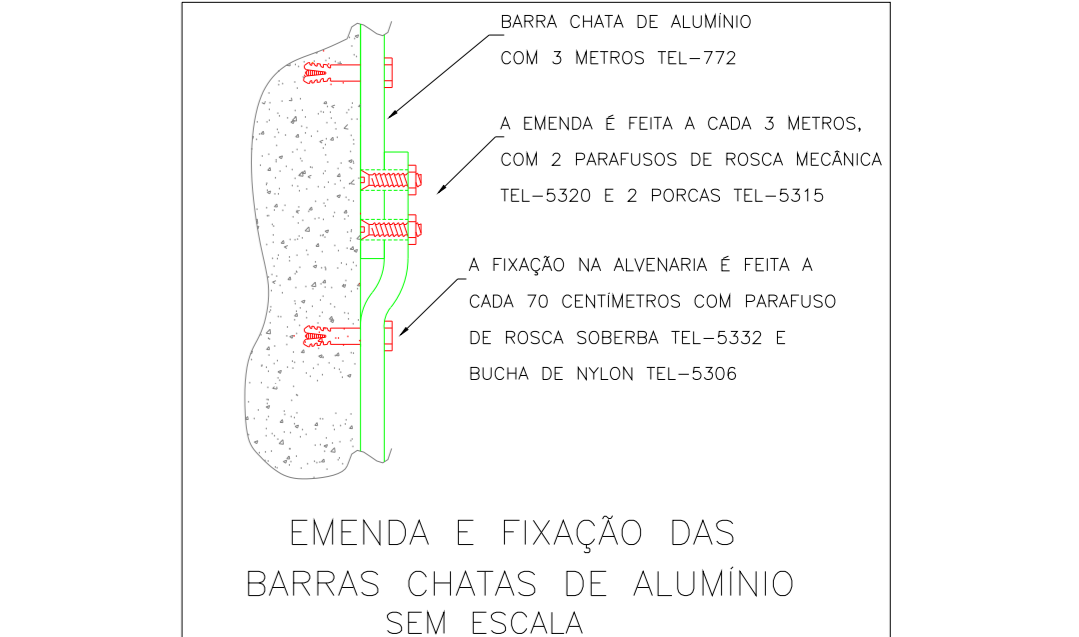 BARRA CHATA DE ALUMÍNIO
COM 3 METROS TEL-772
A EMENDA É FEITA A CADA 3 METROS,
COM 2 PARAFUSOS DE ROSCA MECÂNICA
TEL-5320 E 2 PORCAS TEL-5315
A FIXAÇÃO NA ALVENARIA É FEITA A
CADA 70 CENTÍMETROS COM PARAFUSO
DE ROSCA SOBERBA TEL-5332 E
BUCHA DE NYLON TEL-5306
EMENDA E FIXAÇÃO DAS
BARRAS CHATAS DE ALUMÍNIO
SEM ESCALA